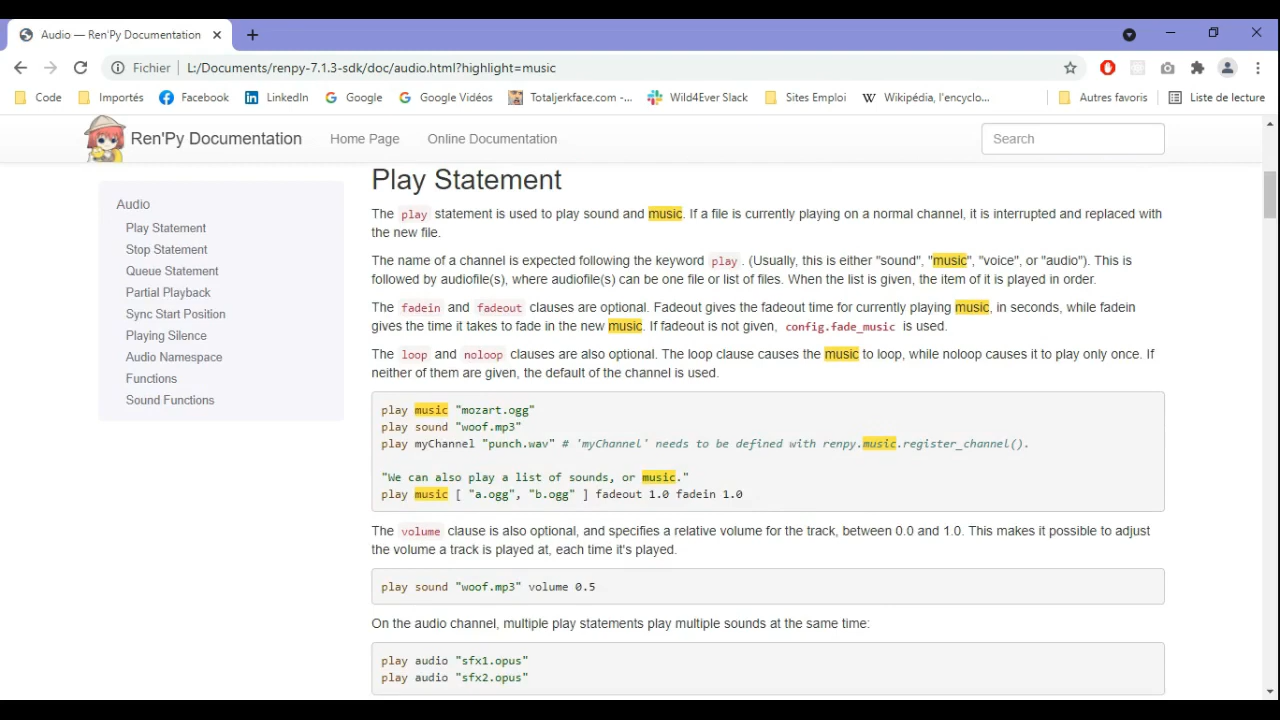 Audio — Ren'Py Documentation
Fichier | L:/Documents/renpy-7.1.3-sdk/doc/audio.html?highlight=music
Code Importés Facebook LinkedIn Google Google Vidéos Totaljerkface.com -... Wild4Ever Slack Sites Emploi Wikipédia, l'encyclo... Autres favoris Liste de lecture
Ren'Py Documentation Home Page Online Documentation Search
Audio
Play Statement
Stop Statement
Queue Statement
Partial Playback
Sync Start Position
Playing Silence
Audio Namespace
Functions
Sound Functions
Play Statement
The play statement is used to play sound and music. If a file is currently playing on a normal channel, it is interrupted and replaced with
the new file.
The name of a channel is expected following the keyword play . (Usually, this is either "sound", "music", "voice", or "audio"). This is
followed by audiofile(s), where audiofile(s) can be one file or list of files. When the list is given, the item of it is played in order.
The fadein and fadeout clauses are optional. Fadeout gives the fadeout time for currently playing music, in seconds, while fadein
gives the time it takes to fade in the new music. If fadeout is not given, config.fade_music is used.
The loop and noloop clauses are also optional. The loop clause causes the music to loop, while noloop causes it to play only once. If
neither of them are given, the default of the channel is used.
play music "mozart.ogg"
play sound "woof.mp3"
play myChannel "punch.wav" # 'myChannel' needs to be defined with renpy.music.register_channel().
"We can also play a list of sounds, or music."
play music [ "a.ogg", "b.ogg" ] fadeout 1.0 fadein 1.0
The volume clause is also optional, and specifies a relative volume for the track, between 0.0 and 1.0. This makes it possible to adjust
the volume a track is played at, each time it's played.
play sound "woof.mp3" volume 0.5
On the audio channel, multiple play statements play multiple sounds at the same time:
play audio "sfx1.opus"
play audio "sfx2.opus"